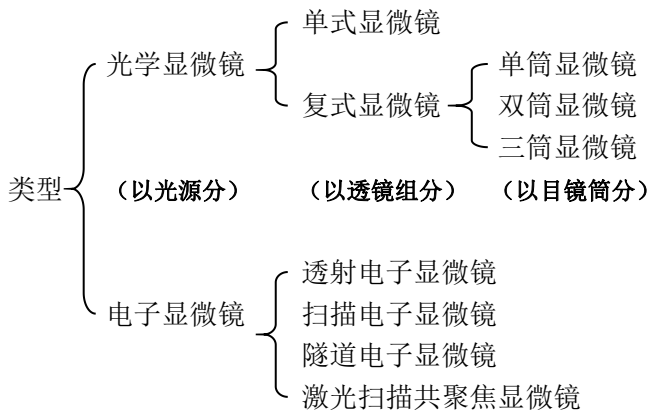 单式显微镜
光学显微镜
单筒显微镜
复式显微镜
双筒显微镜
三筒显微镜
类型
（以光源分）
（以透镜组分）
（以目镜筒分）
透射电子显微镜
电子显微镜
扫描电子显微镜
隧道电子显微镜
激光扫描共聚焦显微镜